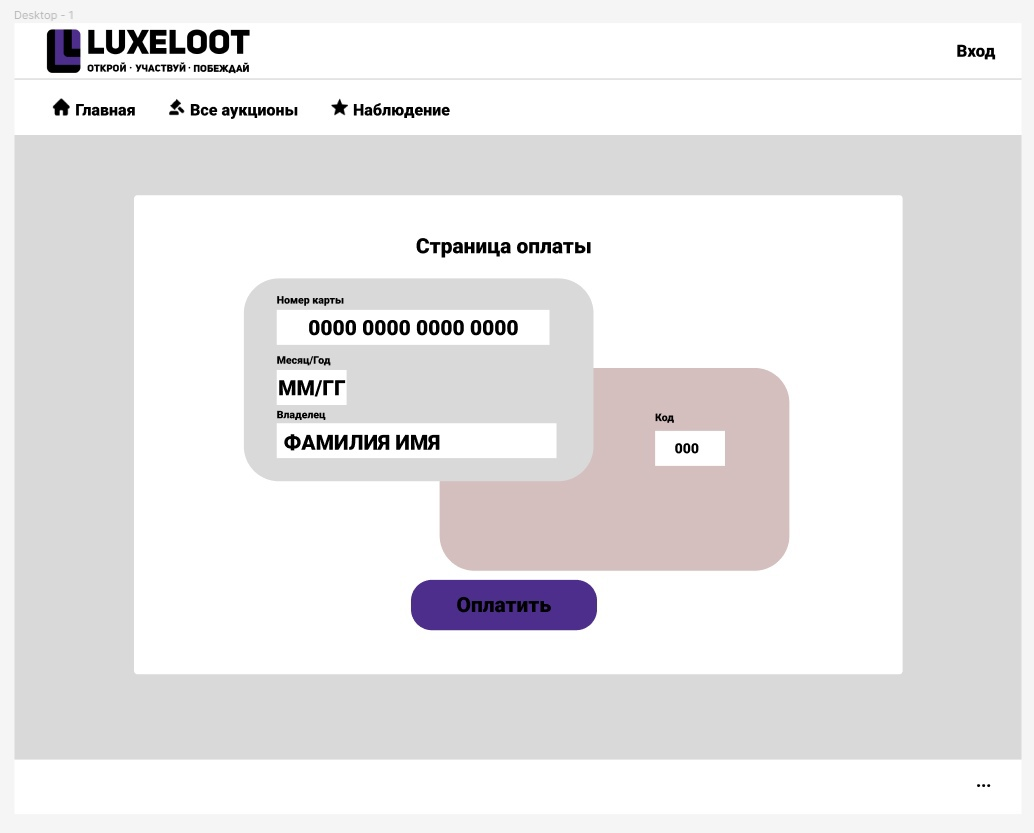 Desktop - 1
LUXELOOT
ОТКРОЙ · УЧАСТВУЙ · ПОБЕЖДАЙ
Вход
Главная
Все аукционы
Наблюдение
Страница оплаты
Номер карты
0000 0000 0000 0000
Месяц/Год
ММ/ГГ
Владелец
ФАМИЛИЯ ИМЯ
Код
000
Оплатить
...